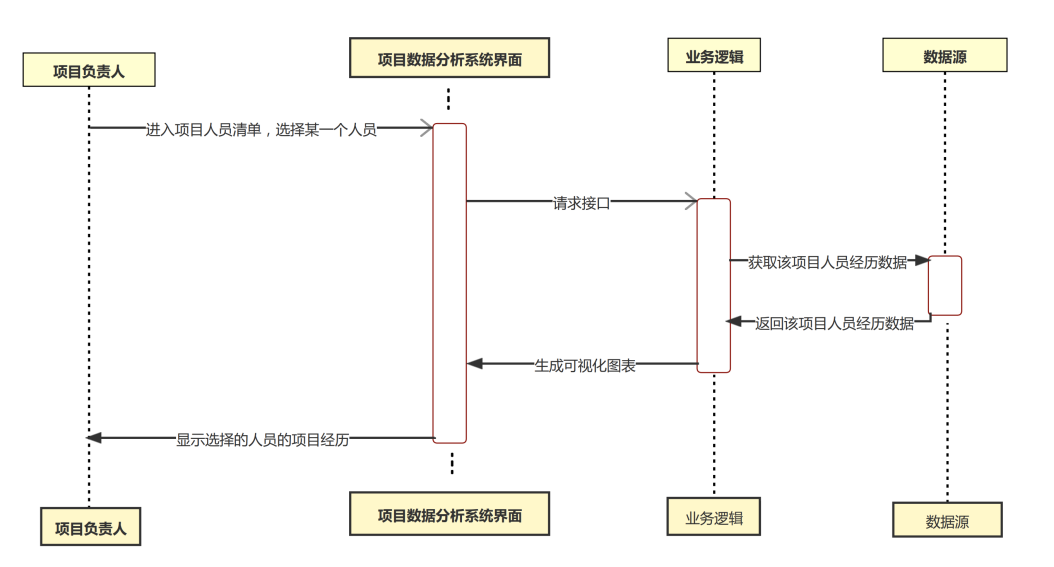 项目负责人
项目数据分析系统界面
业务逻辑
数据源
进入项目人员清单，选择某一个人员
请求接口
获取该项目人员经历数据
返回该项目人员经历数据
生成可视化图表
显示选择的人员的项目经历
项目负责人
项目数据分析系统界面
业务逻辑
数据源